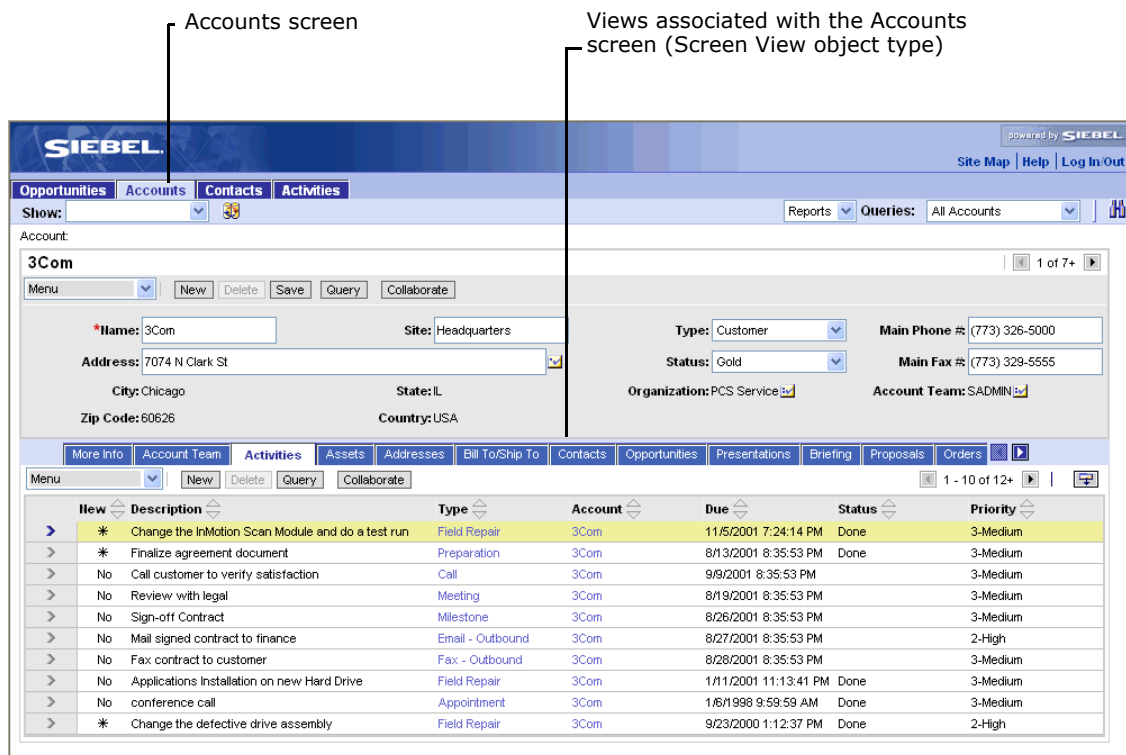 Accounts screen
Views associated with the Accounts
screen (Screen View object type)
powered by SIEBEL.
SIEBEL.
Site Map | Help | Log In/Out
Opportunities Accounts Contacts Activities
Show: Reports Queries: All Accounts
Account:
3Com 1 of 7+
Menu New Delete Save Query Collaborate
*Name: 3Com Site: Headquarters Type: Customer Main Phone #: (773) 326-5000
Address: 7074 N Clark St Status: Gold Main Fax #: (773) 329-5555
City: Chicago State: IL Organization: PCS Service Account Team: SADMIN
Zip Code: 60626 Country: USA
More Info Account Team Activities Assets Addresses Bill To/Ship To Contacts Opportunities Presentations Briefing Proposals Orders
Menu New Delete Query Collaborate 1 - 10 of 12+
New Description Type Account Due Status Priority
* Change the InMotion Scan Module and do a test run Field Repair 3Com 11/5/2001 7:24:14 PM Done 3-Medium
* Finalize agreement document Preparation 3Com 8/13/2001 8:35:53 PM Done 3-Medium
No Call customer to verify satisfaction Call 3Com 9/9/2001 8:35:53 PM 3-Medium
No Review with legal Meeting 3Com 8/19/2001 8:35:53 PM 3-Medium
No Sign-off Contract Milestone 3Com 8/26/2001 8:35:53 PM 3-Medium
No Mail signed contract to finance Email - Outbound 3Com 8/27/2001 8:35:53 PM 2-High
No Fax contract to customer Fax - Outbound 3Com 8/28/2001 8:35:53 PM 3-Medium
No Applications Installation on new Hard Drive Field Repair 3Com 1/11/2001 11:13:41 PM Done 3-Medium
No conference call Appointment 3Com 1/6/1998 9:59:59 AM Done 3-Medium
* Change the defective drive assembly Field Repair 3Com 9/23/2000 1:12:37 PM Done 2-High